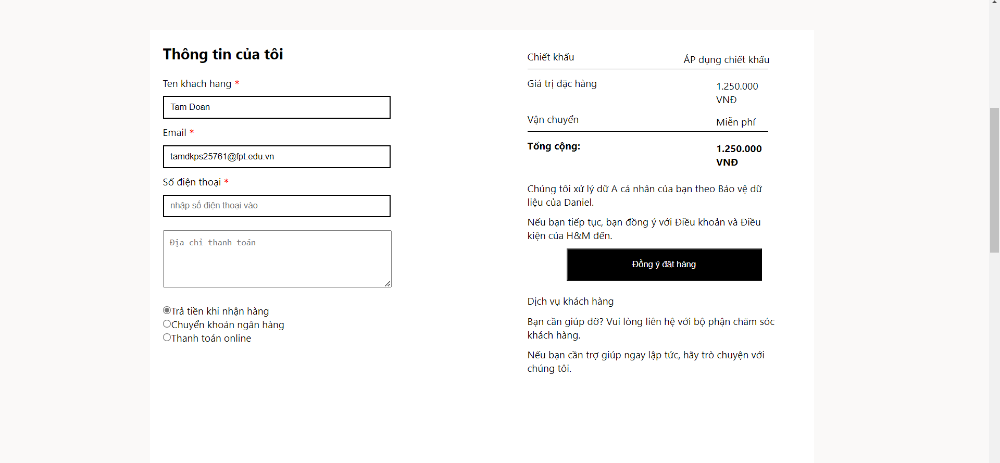 Thông tin của tôi
Ten khach hang *
Tam Doan
Email *
tamdkps25761@fpt.edu.vn
Số điện thoại *
nhập số điện thoại vào
Địa chỉ thanh toán
Trả tiền khi nhận hàng
Chuyển khoản ngân hàng
Thanh toán online
Chiết khấu
ÁP dụng chiết khấu
Giá trị đặc hàng
1.250.000
VNĐ
Vận chuyển
Miễn phí
Tổng cộng:
1.250.000
VNĐ
Chúng tôi xử lý dữ A cá nhân của bạn theo Bảo vệ dữ
liệu của Daniel.
Nếu bạn tiếp tục, bạn đồng ý với Điều khoản và Điều
kiện của H&M đến.
Đồng ý đặt hàng
Dịch vụ khách hàng
Bạn cần giúp đỡ? Vui lòng liên hệ với bộ phận chăm sóc
khách hàng.
Nếu bạn cần trợ giúp ngay lập tức, hãy trò chuyện với
chúng tôi.